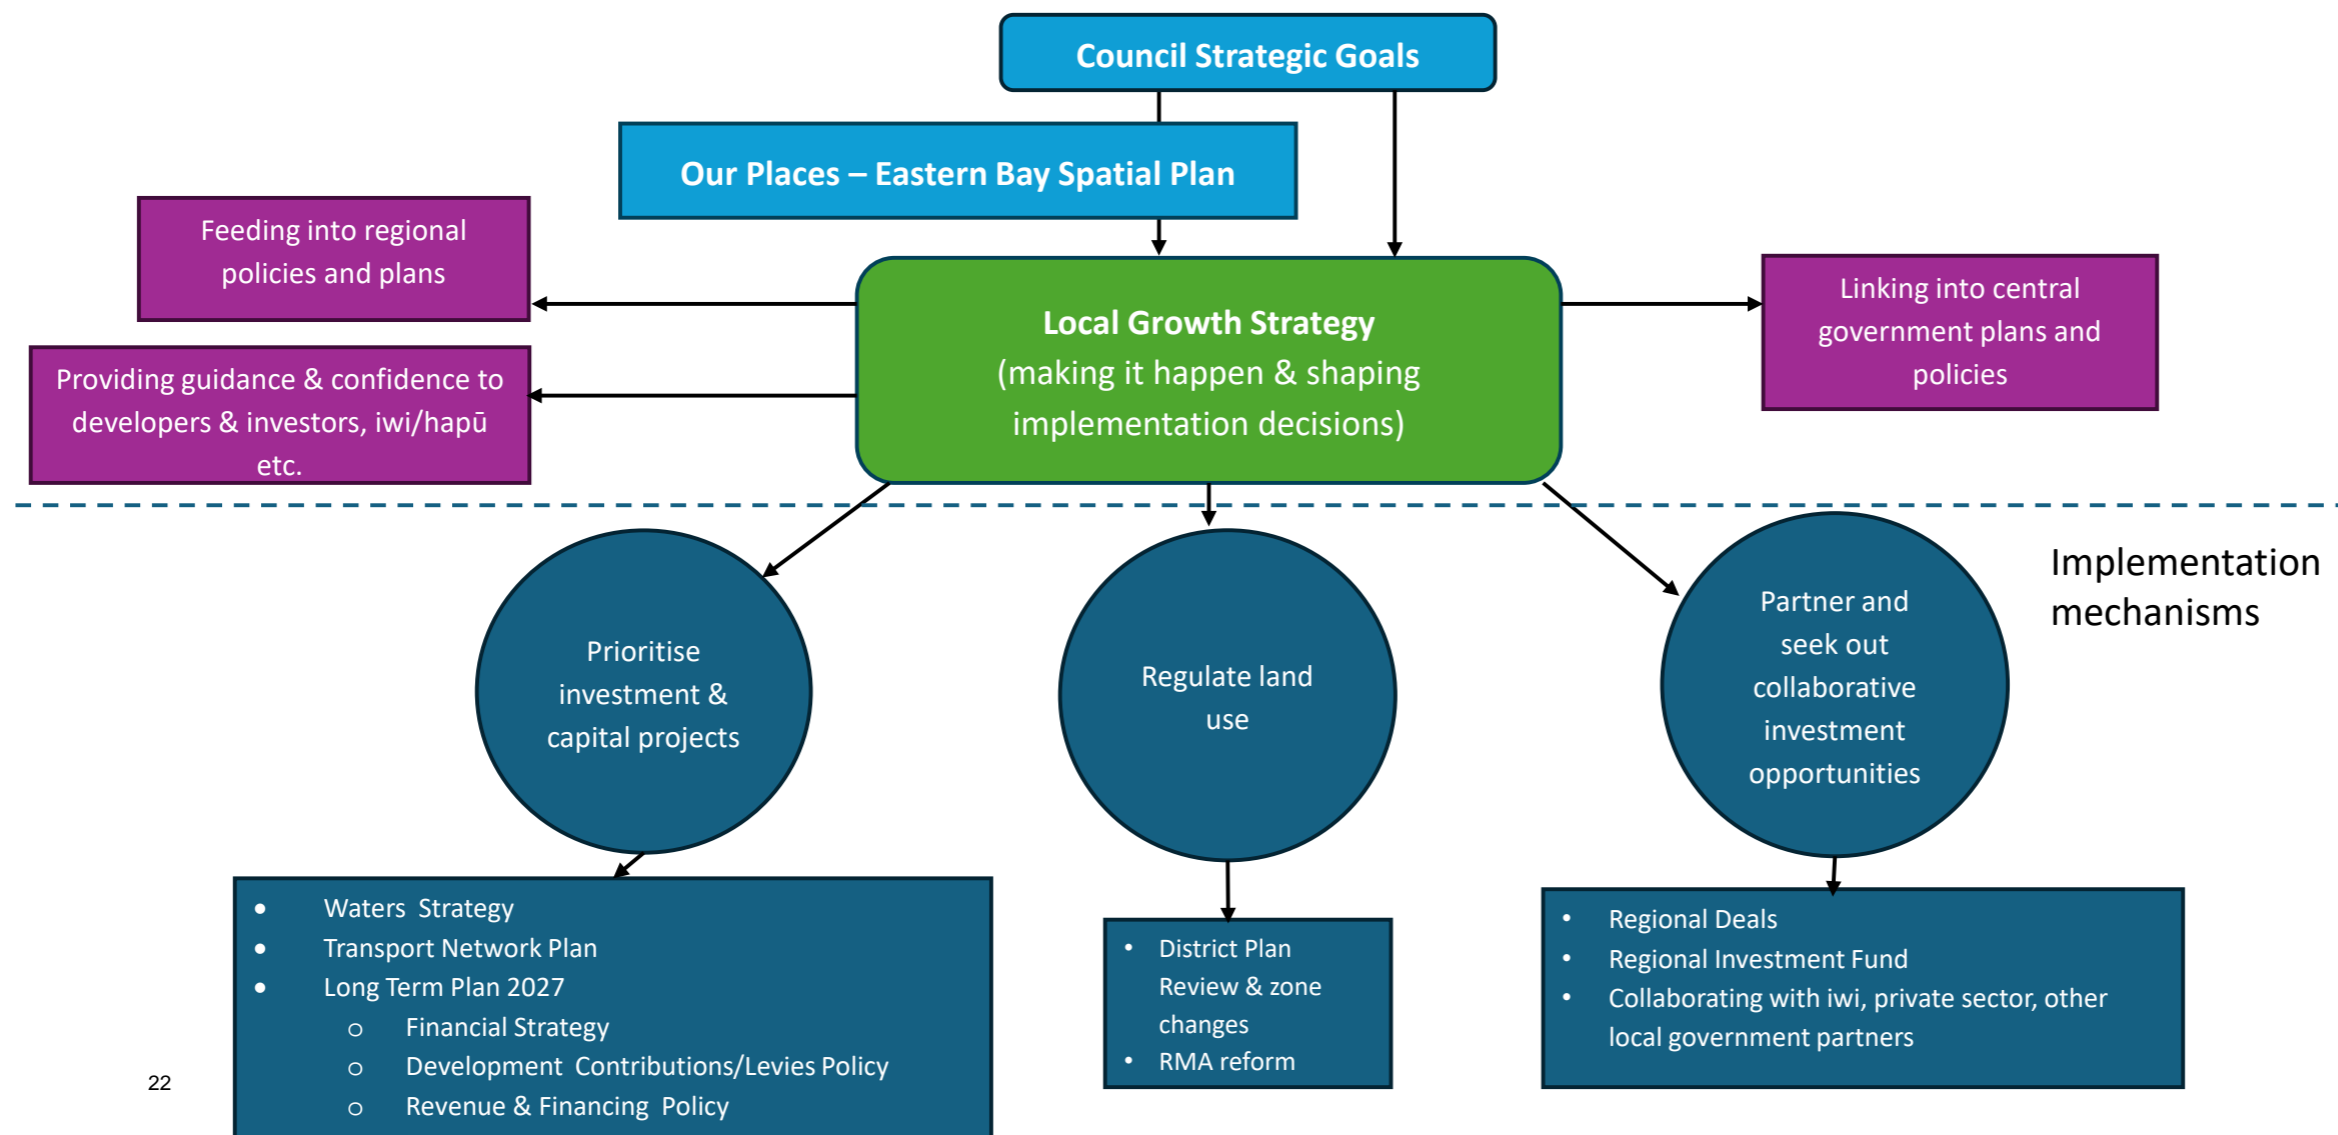 Council Strategic Goals
Our Places – Eastern Bay Spatial Plan
Feeding into regional
policies and plans
Providing guidance & confidence to
developers & investors, iwi/hapū
etc.
Local Growth Strategy
(making it happen & shaping
implementation decisions)
Linking into central
government plans and
policies
Implementation
mechanisms
Prioritise
investment &
capital projects
Regulate land
use
Partner and
seek out
collaborative
investment
opportunities
• Waters Strategy
• Transport Network Plan
• Long Term Plan 2027
o Financial Strategy
o Development Contributions/Levies Policy
o Revenue & Financing Policy
• District Plan
Review & zone
changes
• RMA reform
• Regional Deals
• Regional Investment Fund
• Collaborating with iwi, private sector, other
local government partners
22